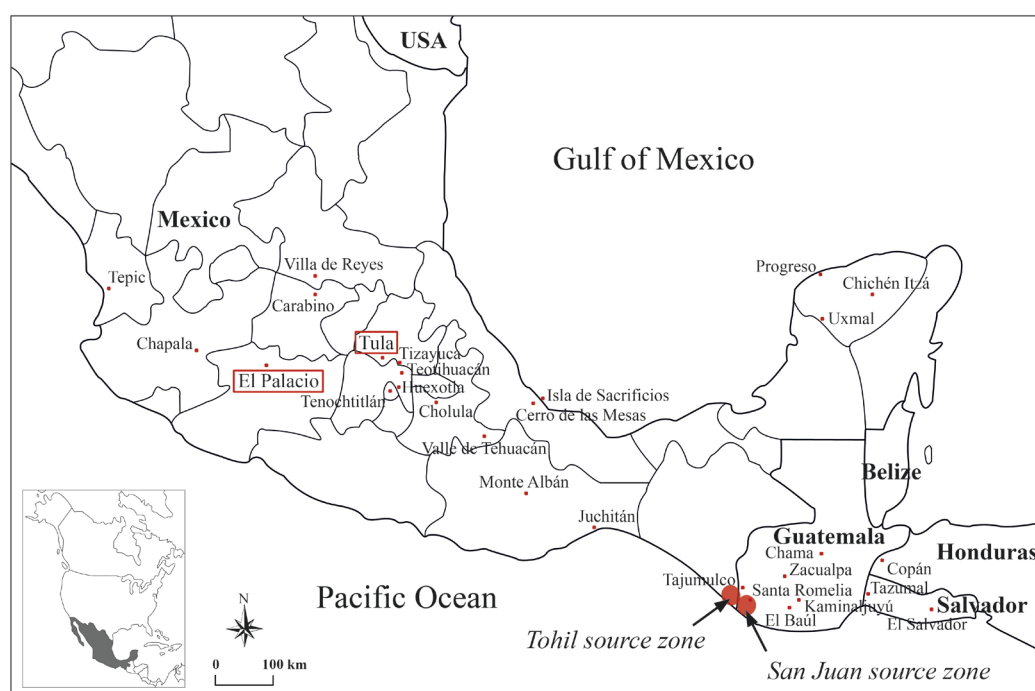 USA
Gulf of Mexico
Mexico
Villa de Reyes
Progreso
Tepic
Chichén Itzá
Carabino
Uxmal
Chapala
Tula
Tizayuca
Teotihuacán
El Palacio
Huexotla
Isla de Sacrificios
Tenochtitlán
Cholula
Cerro de las Mesas
Valle de Tehuacán
Belize
Monte Albán
Juchitán
Guatemala
Chama
Honduras
Zacualpa
Copán
Tajumulco
Santa Romelia
Tazumal
Pacific Ocean
N
Kaminaljuyú
Salvador
El Baúl
El Salvador
Tohil source zone
0 100 km
San Juan source zone